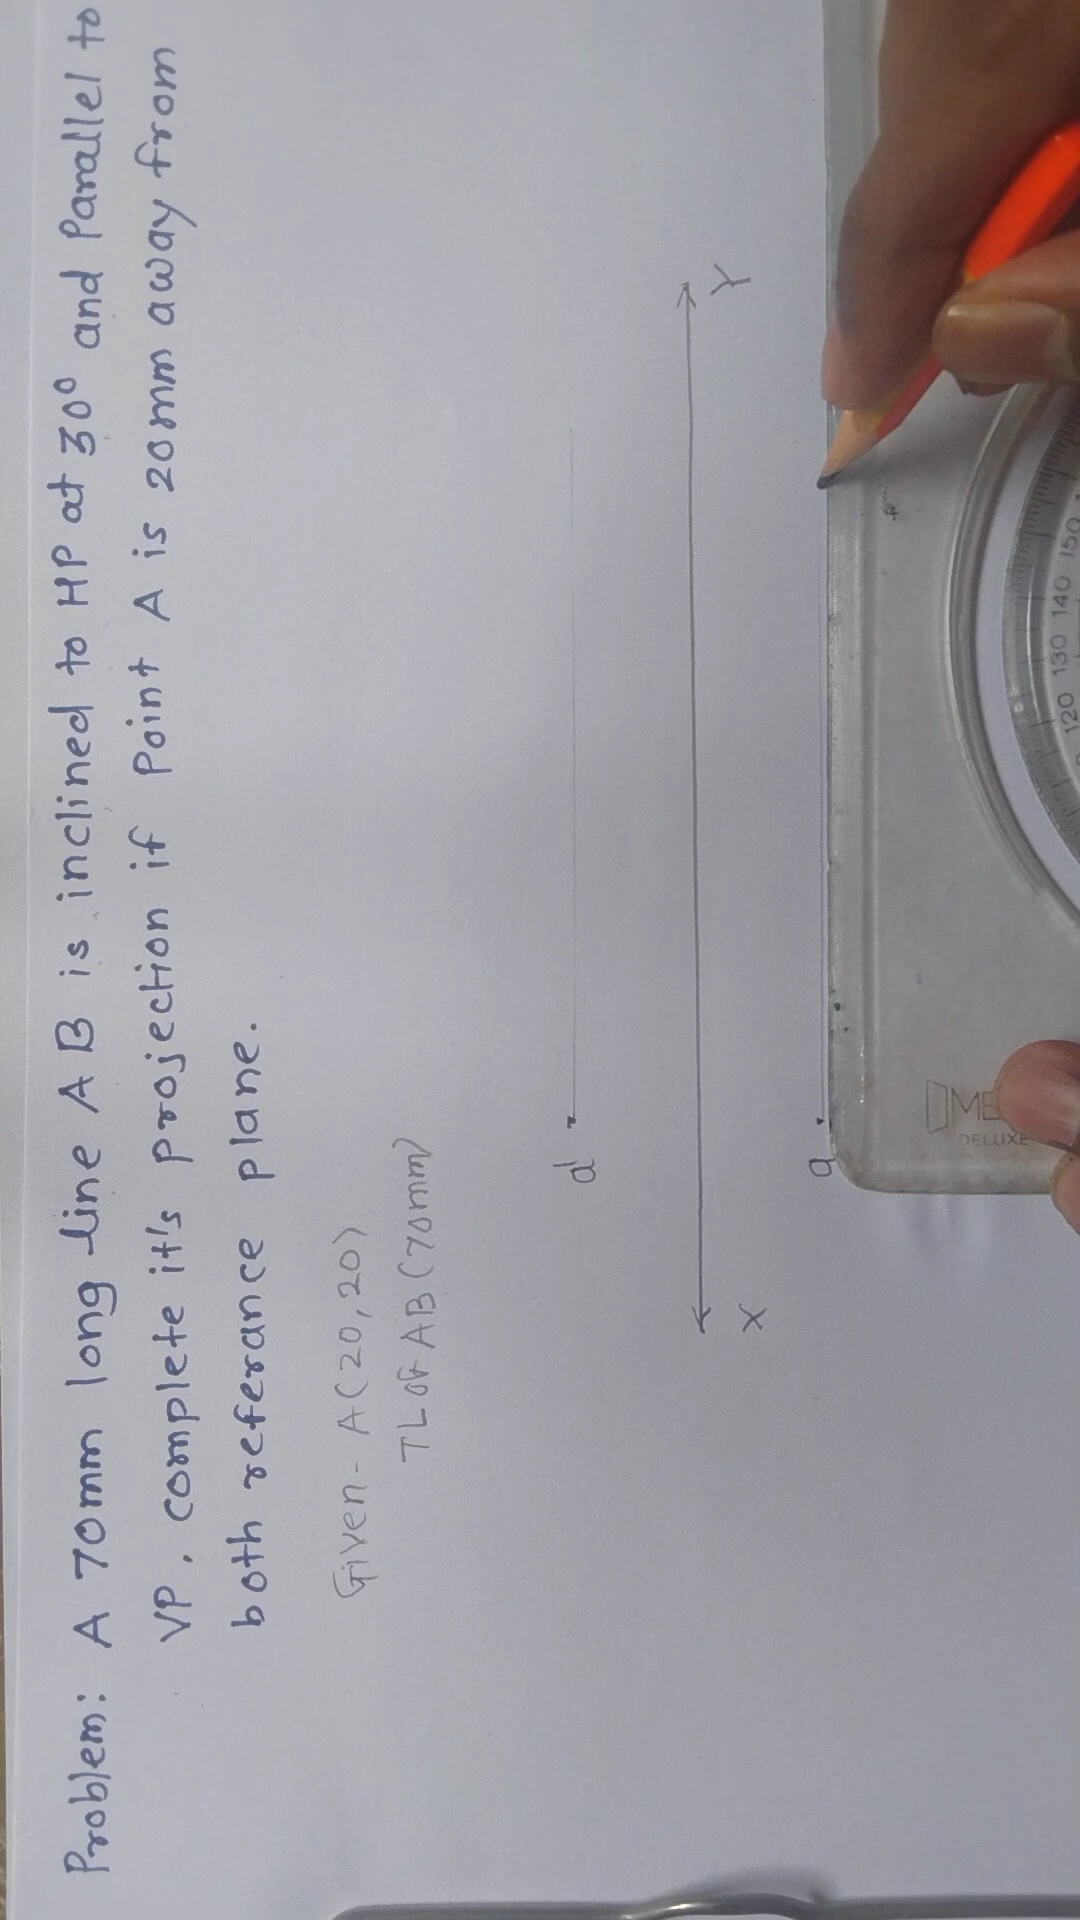 Problem: A 70mm long line AB is inclined to HP at 30° and Parallel to
VP, complete it's projection if Point A is 20mm away from
both referance plane.
Given - A(20,20)
TL of AB (70mm)
a'
X
Y
a
DELUXE
120 130 140 150